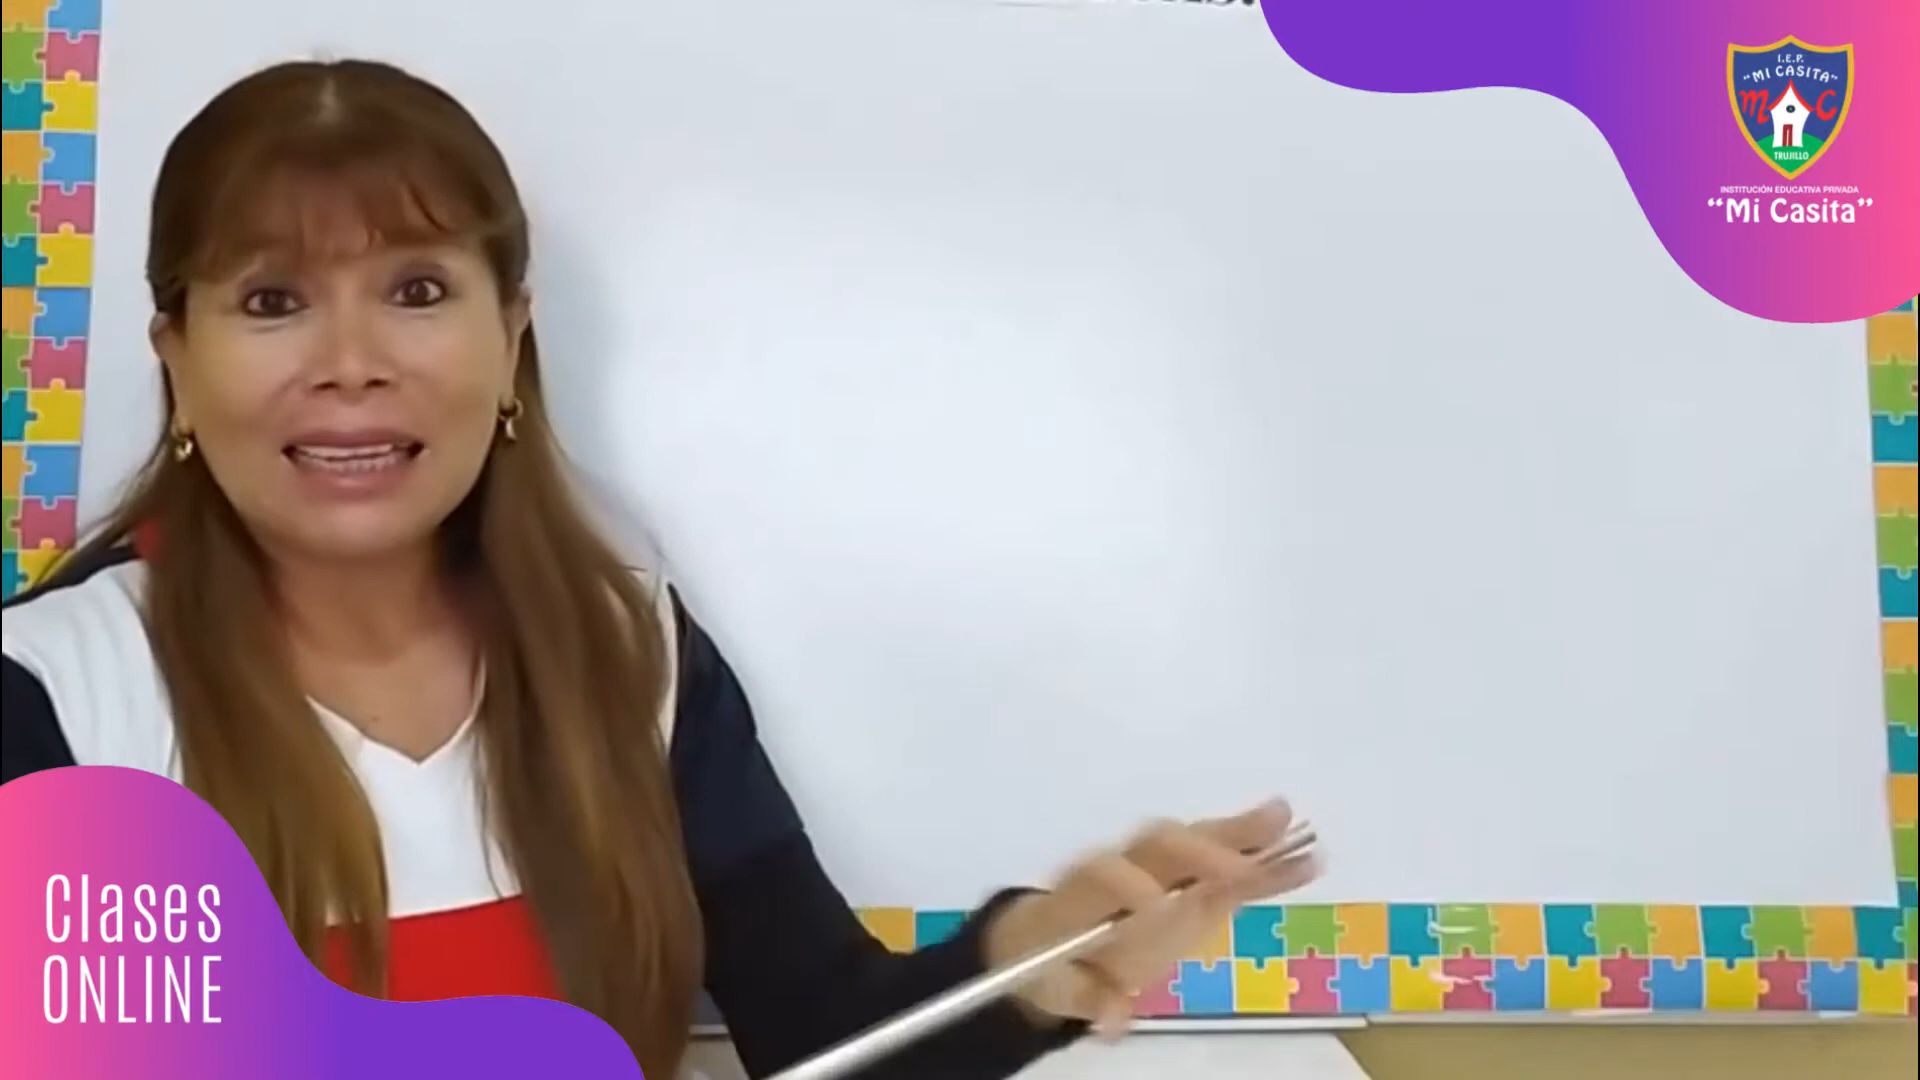 I.E.P.
"MI CASITA"
m C
TRUJILLO
INSTITUCIÓN EDUCATIVA PRIVADA
"Mi Casita"
Clases
ONLINE